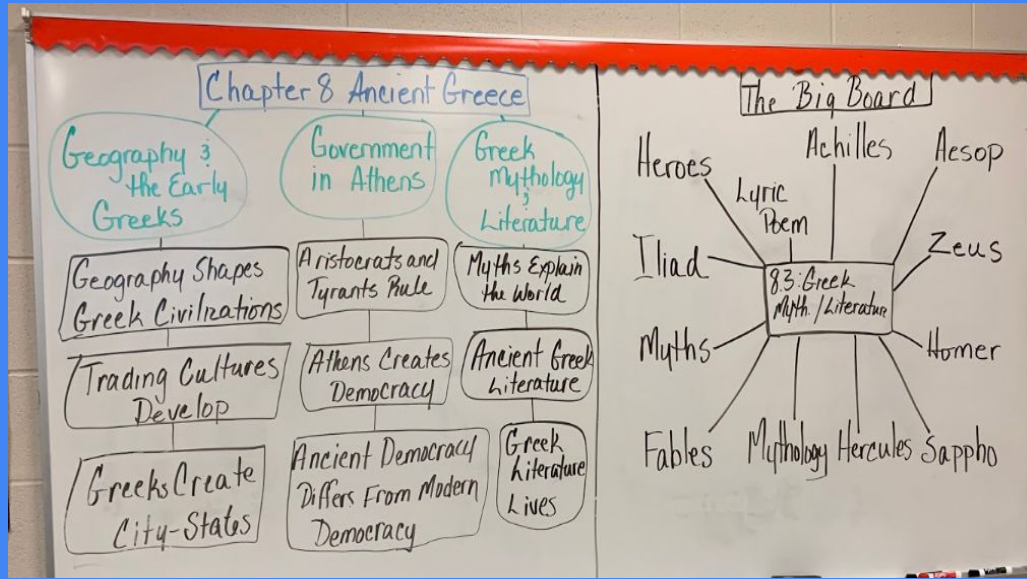 Chapter 8 Ancient Greece
Geography &
the Early
Greeks
Geography Shapes
Greek Civilizations
Trading Cultures
Develop
Greeks Create
City-States
Government
in Athens
Aristocrats and
Tyrants Rule
Athens Creates
Democracy
Ancient Democracy
Differs From Modern
Democracy
Greek
Mythology
&
Literature
Myths Explain
the World
Ancient Greek
Literature
Greek
Literature
Lives
The Big Board
Heroes
Lyric
Poem
Achilles
Aesop
Iliad
Zeus
8.3: Greek
Myth./Literature
Myths
Homer
Fables
Mythology
Hercules
Sappho